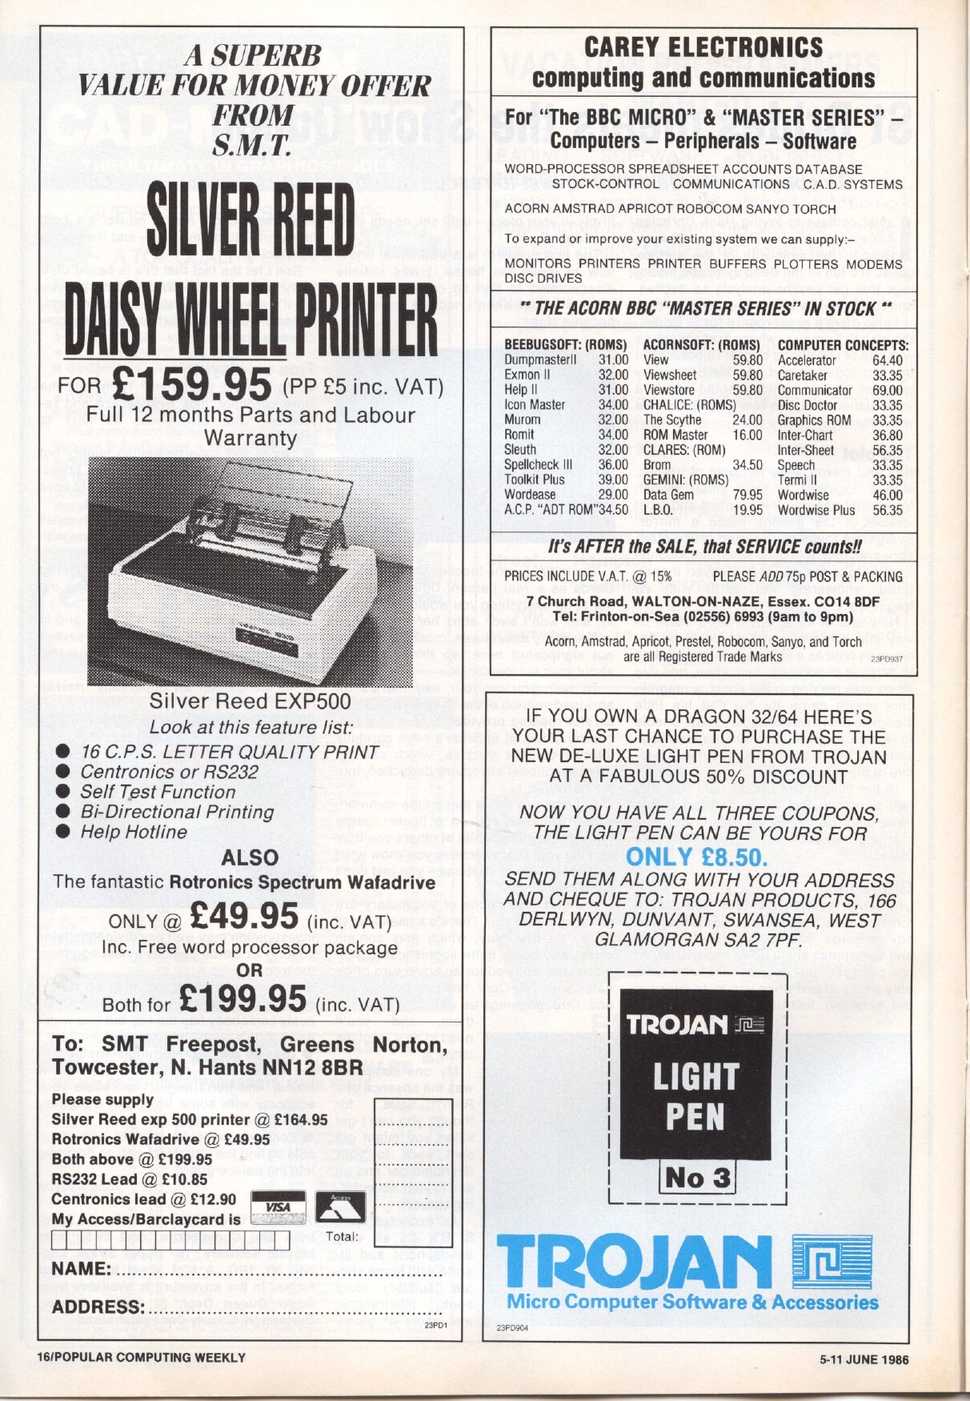 A SUPERB
VALUE FOR MONEY OFFER
FROM
S.M.T.
SILVER REED
DAISY WHEEL PRINTER
FOR £159.95 (PP £5 inc. VAT)
Full 12 months Parts and Labour
Warranty
Silver Reed EXP500
Look at this feature list:
● 16 C.P.S. LETTER QUALITY PRINT
● Centronics or RS232
● Self Test Function
● Bi-Directional Printing
● Help Hotline
ALSO
The fantastic Rotronics Spectrum Wafadrive
ONLY @ £49.95 (inc. VAT)
Inc. Free word processor package
OR
Both for £199.95 (inc. VAT)
To: SMT Freepost, Greens Norton,
Towcester, N. Hants NN12 8BR
Please supply
Silver Reed exp 500 printer @ £164.95
Rotronics Wafadrive @ £49.95
Both above @ £199.95
RS232 Lead @ £10.85
Centronics lead @ £12.90
My Access/Barclaycard is
VISA
Access
Total:
NAME:
ADDRESS:
23PD1
CAREY ELECTRONICS
computing and communications
For "The BBC MICRO" & "MASTER SERIES" –
Computers – Peripherals – Software
WORD-PROCESSOR SPREADSHEET ACCOUNTS DATABASE
STOCK-CONTROL COMMUNICATIONS C.A.D. SYSTEMS
ACORN AMSTRAD APRICOT ROBOCOM SANYO TORCH
To expand or improve your existing system we can supply:–
MONITORS PRINTERS PRINTER BUFFERS PLOTTERS MODEMS
DISC DRIVES
" THE ACORN BBC "MASTER SERIES" IN STOCK "
BEEBUGSOFT: (ROMS)
DumpmasterII 31.00
Exmon II 32.00
Help II 31.00
Icon Master 34.00
Murom 32.00
Romit 34.00
Sleuth 32.00
Spellcheck III 36.00
Toolkit Plus 39.00
Wordease 29.00
A.C.P. "ADT ROM"34.50
ACORNSOFT: (ROMS)
View 59.80
Viewsheet 59.80
Viewstore 59.80
CHALICE: (ROMS)
The Scythe 24.00
ROM Master 16.00
CLARES: (ROM)
Brom 34.50
GEMINI: (ROMS)
Data Gem 79.95
L.B.O. 19.95
COMPUTER CONCEPTS:
Accelerator 64.40
Caretaker 33.35
Communicator 69.00
Disc Doctor 33.35
Graphics ROM 33.35
Inter-Chart 36.80
Inter-Sheet 56.35
Speech 33.35
Termi II 33.35
Wordwise 46.00
Wordwise Plus 56.35
It's AFTER the SALE, that SERVICE counts!!
PRICES INCLUDE V.A.T. @ 15% PLEASE ADD 75p POST & PACKING
7 Church Road, WALTON-ON-NAZE, Essex. CO14 8DF
Tel: Frinton-on-Sea (02556) 6993 (9am to 9pm)
Acorn, Amstrad, Apricot, Prestel, Robocom, Sanyo, and Torch
are all Registered Trade Marks
23PD937
IF YOU OWN A DRAGON 32/64 HERE'S
YOUR LAST CHANCE TO PURCHASE THE
NEW DE-LUXE LIGHT PEN FROM TROJAN
AT A FABULOUS 50% DISCOUNT
NOW YOU HAVE ALL THREE COUPONS,
THE LIGHT PEN CAN BE YOURS FOR
ONLY £8.50.
SEND THEM ALONG WITH YOUR ADDRESS
AND CHEQUE TO: TROJAN PRODUCTS, 166
DERLWYN, DUNVANT, SWANSEA, WEST
GLAMORGAN SA2 7PF.
TROJAN
LIGHT
PEN
No 3
TROJAN
Micro Computer Software & Accessories
23PD904
16/POPULAR COMPUTING WEEKLY
5-11 JUNE 1986